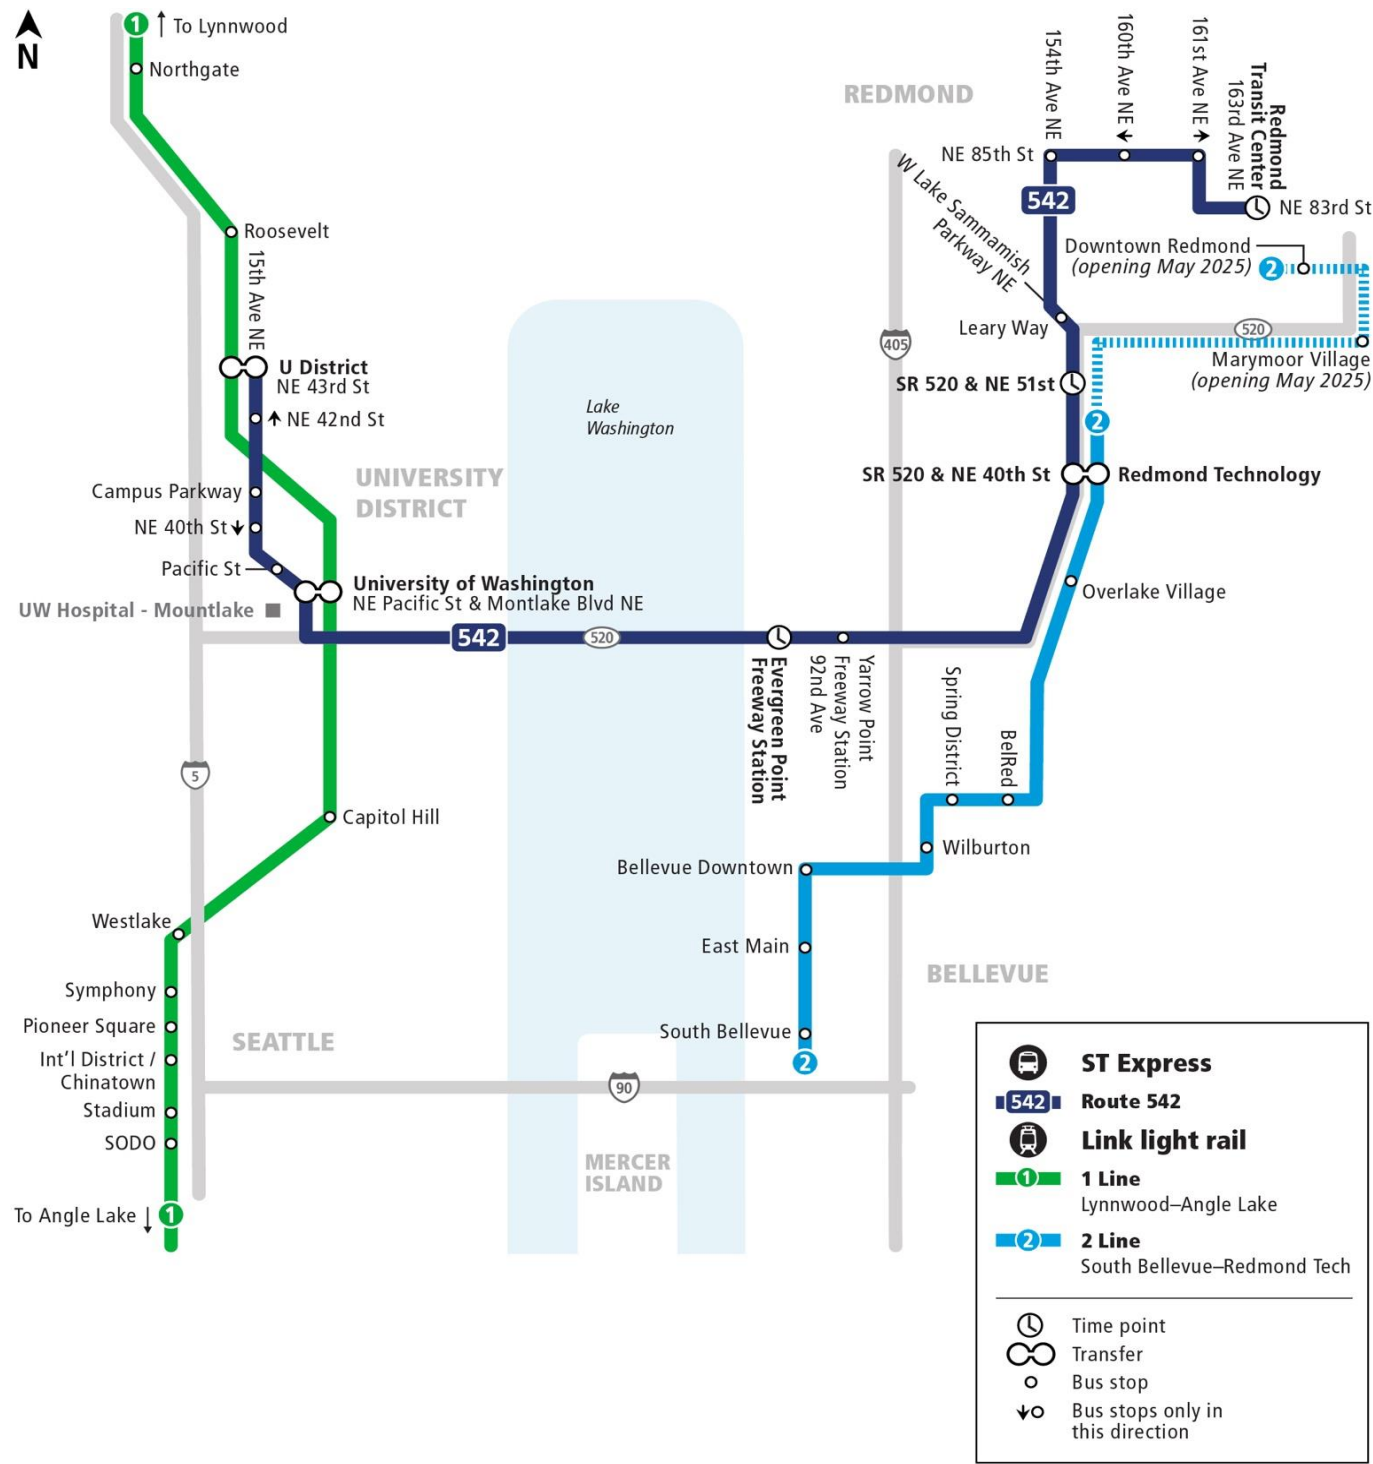 N
1
To Lynnwood
Northgate
Roosevelt
15th Ave NE
U District
NE 43rd St
NE 42nd St
Campus Parkway
NE 40th St
Pacific St
University of Washington
NE Pacific St & Montlake Blvd NE
UW Hospital - Mountlake
UNIVERSITY
DISTRICT
542
520
Lake
Washington
Evergreen Point
Freeway Station
Yarrow Point
Freeway Station
92nd Ave
REDMOND
405
W Lake Sammamish
Parkway NE
NE 85th St
154th Ave NE
160th Ave NE
161st Ave NE
Redmond
Transit Center
163rd Ave NE
NE 83rd St
542
Downtown Redmond
(opening May 2025)
2
Leary Way
520
Marymoor Village
(opening May 2025)
SR 520 & NE 51st
2
SR 520 & NE 40th St
Redmond Technology
Overlake Village
Spring District
BelRed
Wilburton
Bellevue Downtown
East Main
South Bellevue
2
BELLEVUE
5
Capitol Hill
Westlake
Symphony
Pioneer Square
Int'l District /
Chinatown
Stadium
SODO
To Angle Lake
1
SEATTLE
90
MERCER
ISLAND
ST Express
542
Route 542
Link light rail
1
1 Line
Lynnwood–Angle Lake
2
2 Line
South Bellevue–Redmond Tech
Time point
Transfer
Bus stop
Bus stops only in
this direction